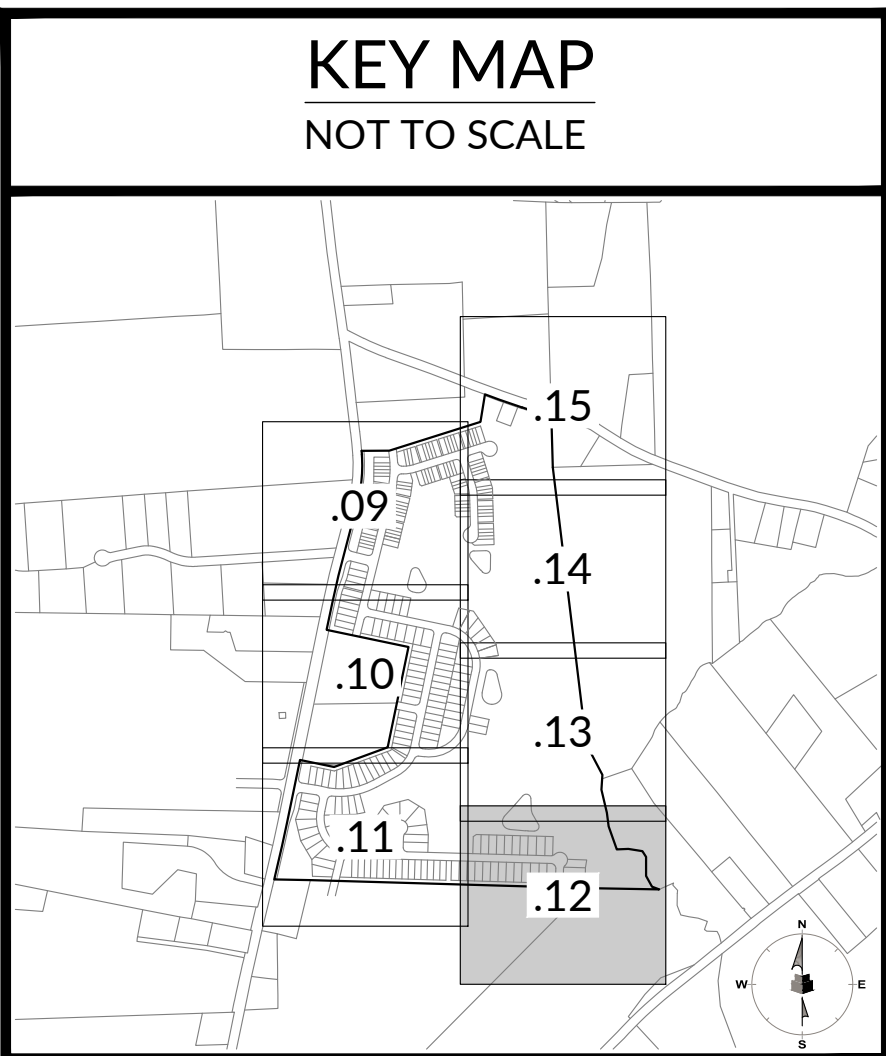 KEY MAP
NOT TO SCALE
.15
.09
.14
.10
.13
.11
.12
N
W E
S